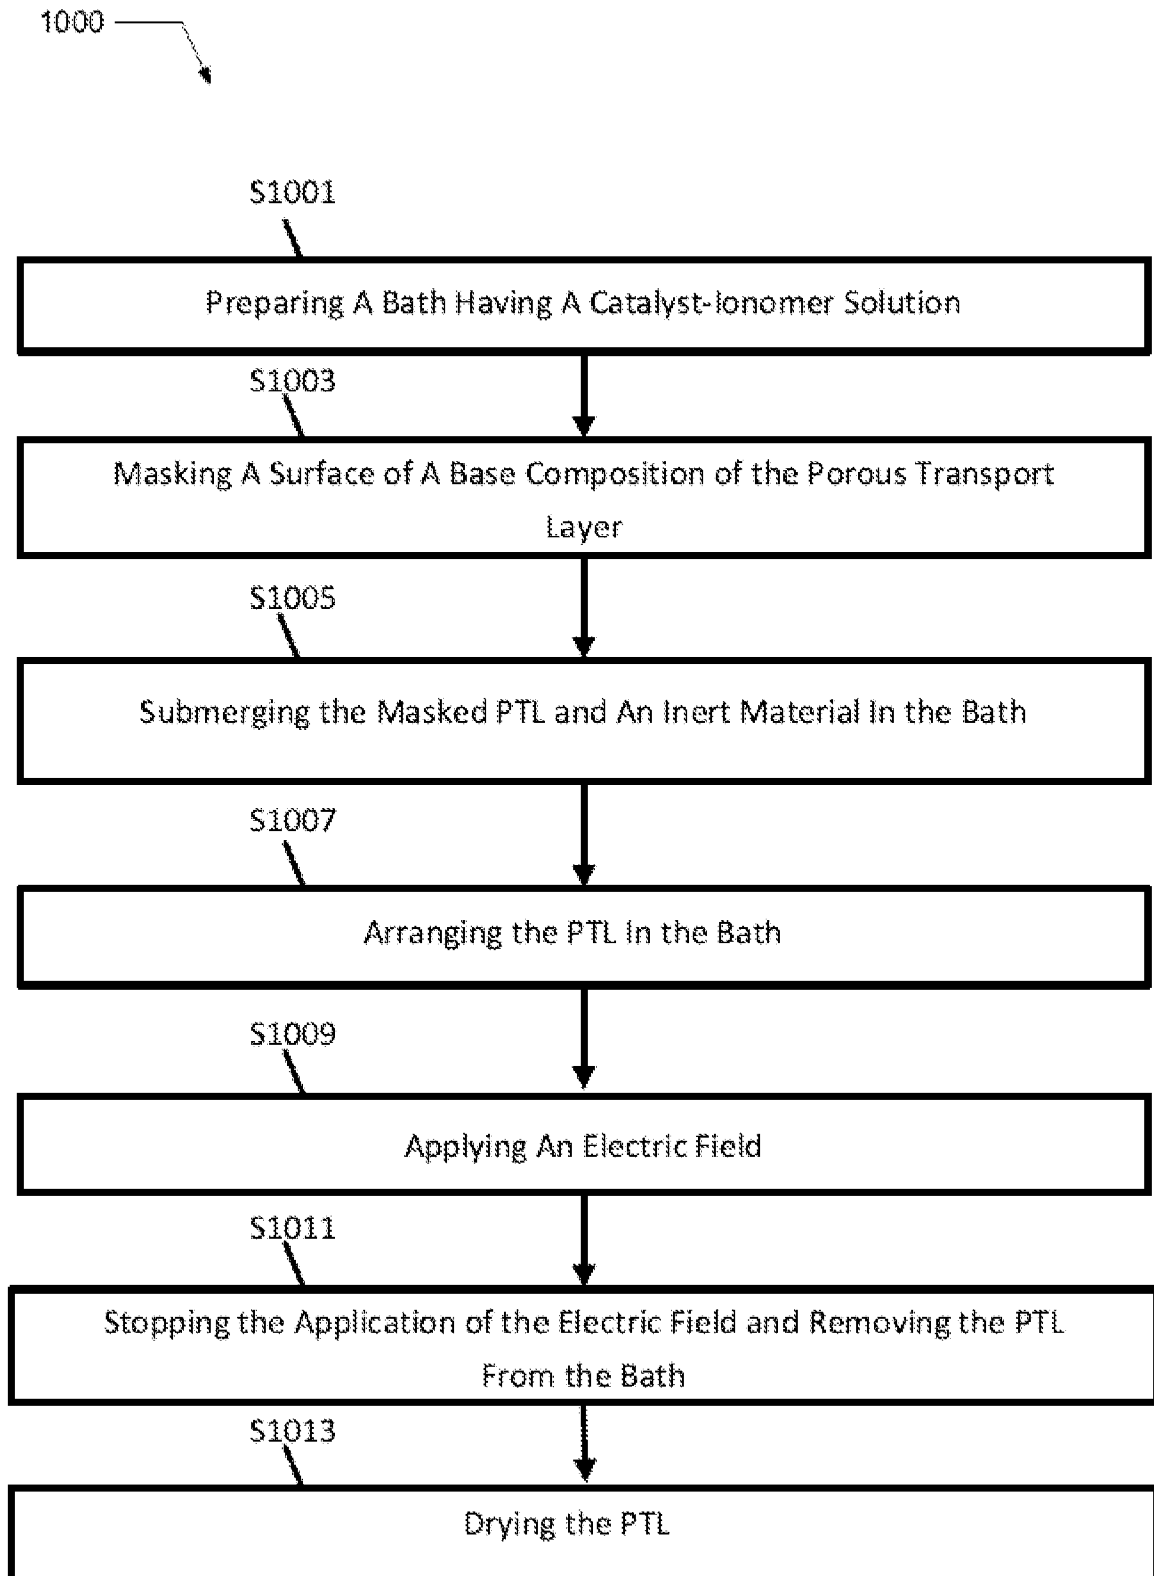 1000
S1001
Preparing A Bath Having A Catalyst-Ionomer Solution
S1003
Masking A Surface of A Base Composition of the Porous Transport
Layer
S1005
Submerging the Masked PTL and An Inert Material In the Bath
S1007
Arranging the PTL In the Bath
S1009
Applying An Electric Field
S1011
Stopping the Application of the Electric Field and Removing the PTL
From the Bath
S1013
Drying the PTL